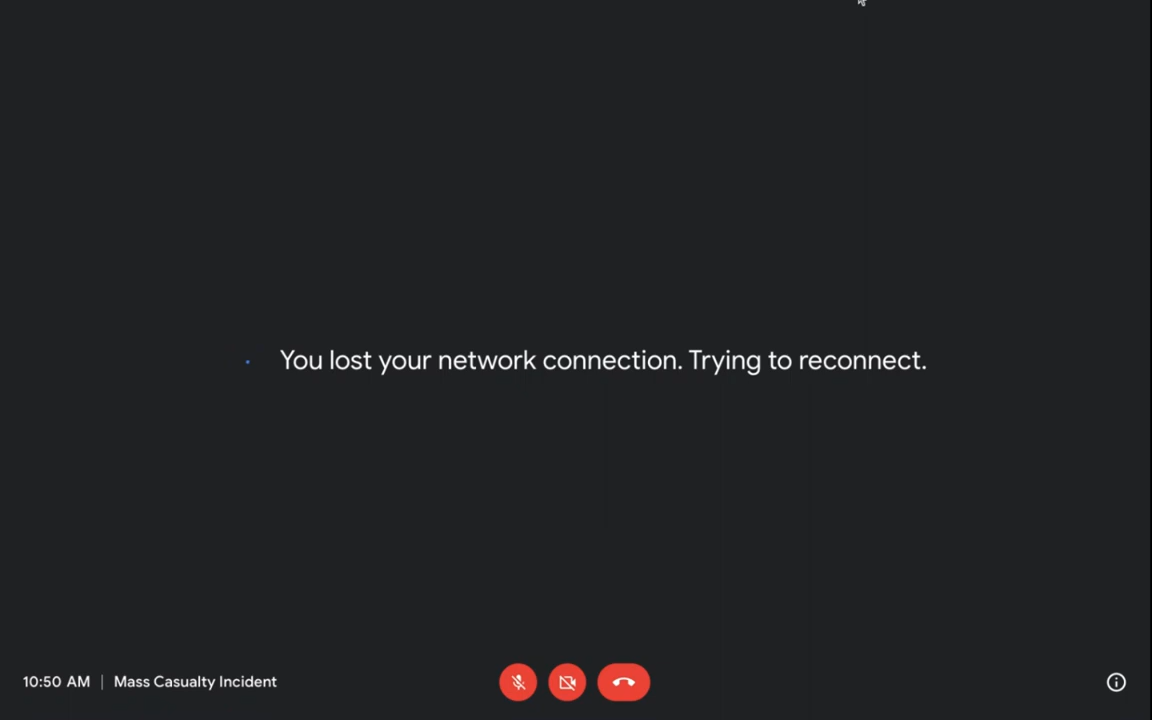 You lost your network connection. Trying to reconnect.
10:50 AM | Mass Casualty Incident